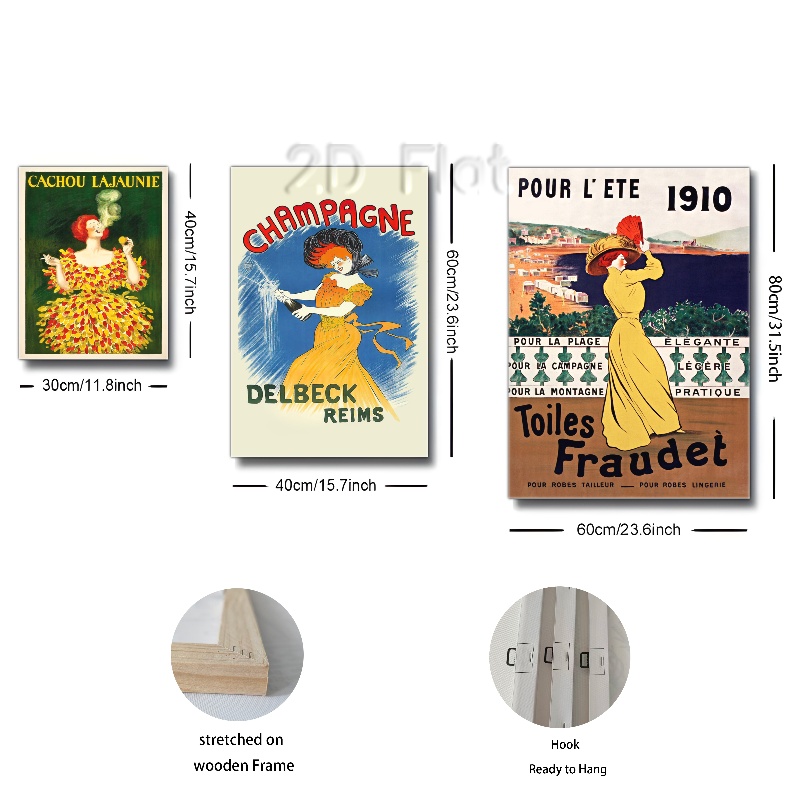 2D Flat
CACHOU LAJAUNIE
40cm/15.7inch
30cm/11.8inch
CHAMPAGNE
DELBECK
REIMS
60cm/23.6inch
40cm/15.7inch
POUR L'ETE 1910
POUR LA PLAGE ÉLÉGANTE
POUR LA CAMPAGNE LÉGÈRE
POUR LA MONTAGNE PRATIQUE
Toiles
Fraudet
POUR ROBES TAILLEUR — POUR ROBES LINGERIE
80cm/31.5inch
60cm/23.6inch
stretched on
wooden Frame
Hook
Ready to Hang